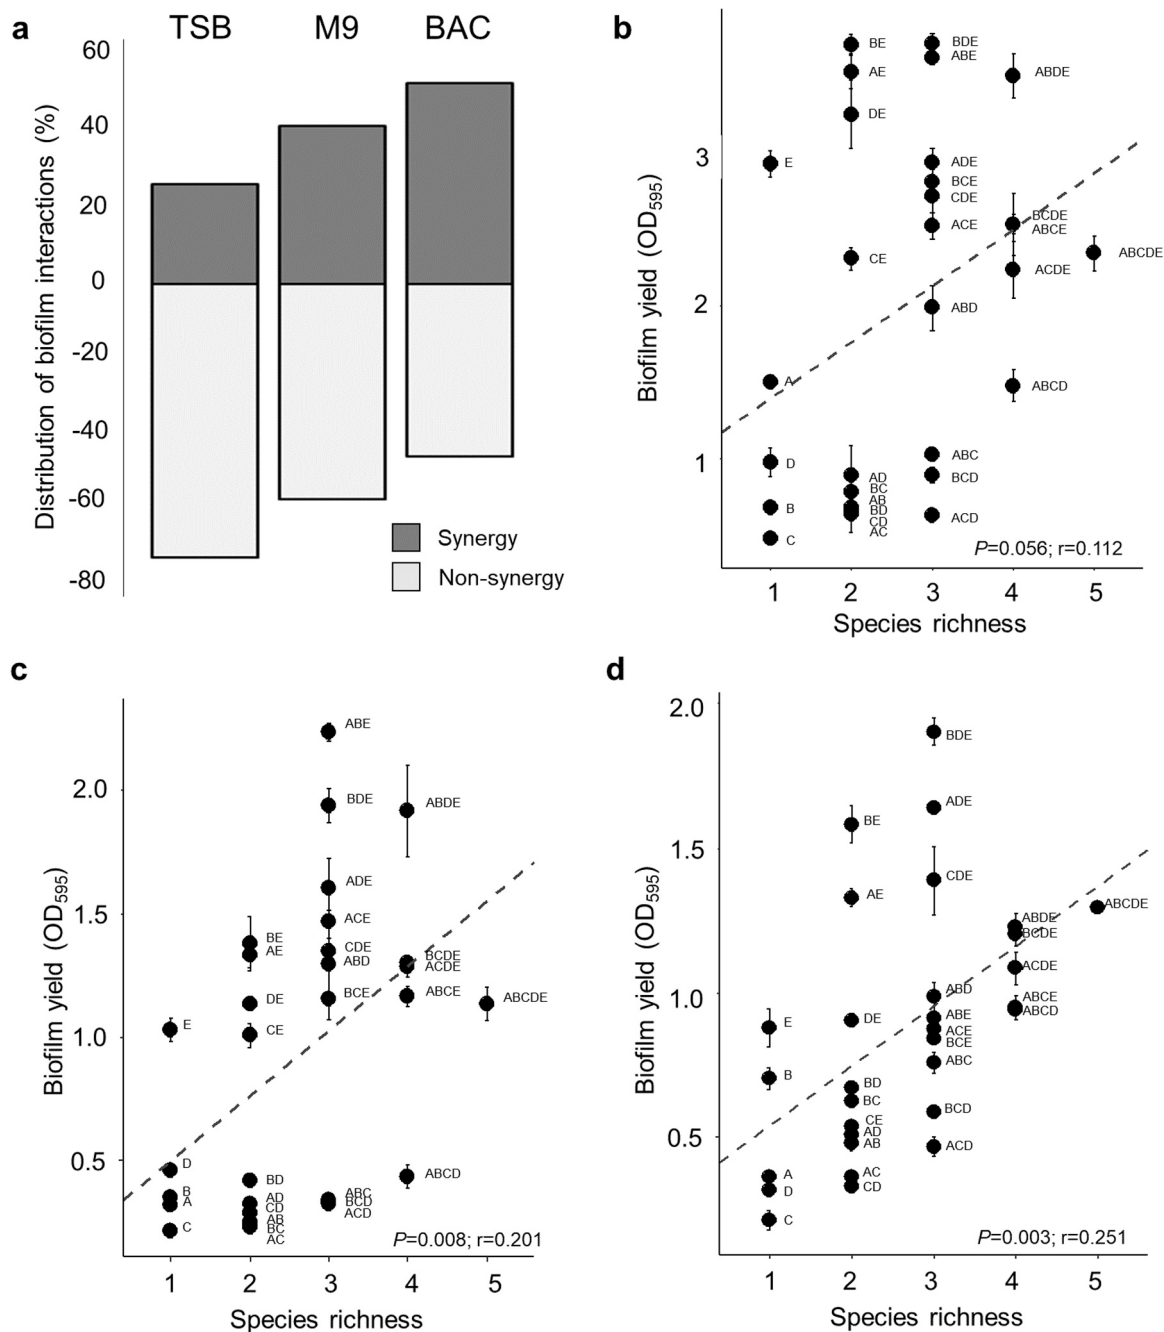 a
TSB
M9
BAC
Distribution of biofilm interactions (%)
60
40
20
0
-20
-40
-60
-80
Synergy
Non-synergy
b
Biofilm yield (OD595)
3
2
1
BE
AE
DE
E
CE
A
D
B
C
AD
BC
AB
BD
CD
AC
BDE
ABE
ADE
BCE
CDE
ACE
ABD
ABC
BCD
ACD
ABDE
BCDE
ABCE
ACDE
ABCD
ABCDE
P=0.056; r=0.112
1 2 3 4 5
Species richness
c
Biofilm yield (OD595)
2.0
1.5
1.0
0.5
E
D
B
A
C
BE
AE
DE
CE
BD
AD
CD
AB
BC
AC
ABE
BDE
ADE
ACE
CDE
ABD
BCE
ABC
BCD
ACD
ABDE
BCDE
ACDE
ABCE
ABCD
ABCDE
P=0.008; r=0.201
1 2 3 4 5
Species richness
d
Biofilm yield (OD595)
2.0
1.5
1.0
0.5
E
B
A
D
C
BE
AE
DE
BD
BC
CE
AD
AB
AC
CD
BDE
ADE
CDE
ABD
ABE
ACE
BCE
ABC
BCD
ACD
ABDE
BCDE
ACDE
ABCE
ABCD
ABCDE
P=0.003; r=0.251
1 2 3 4 5
Species richness